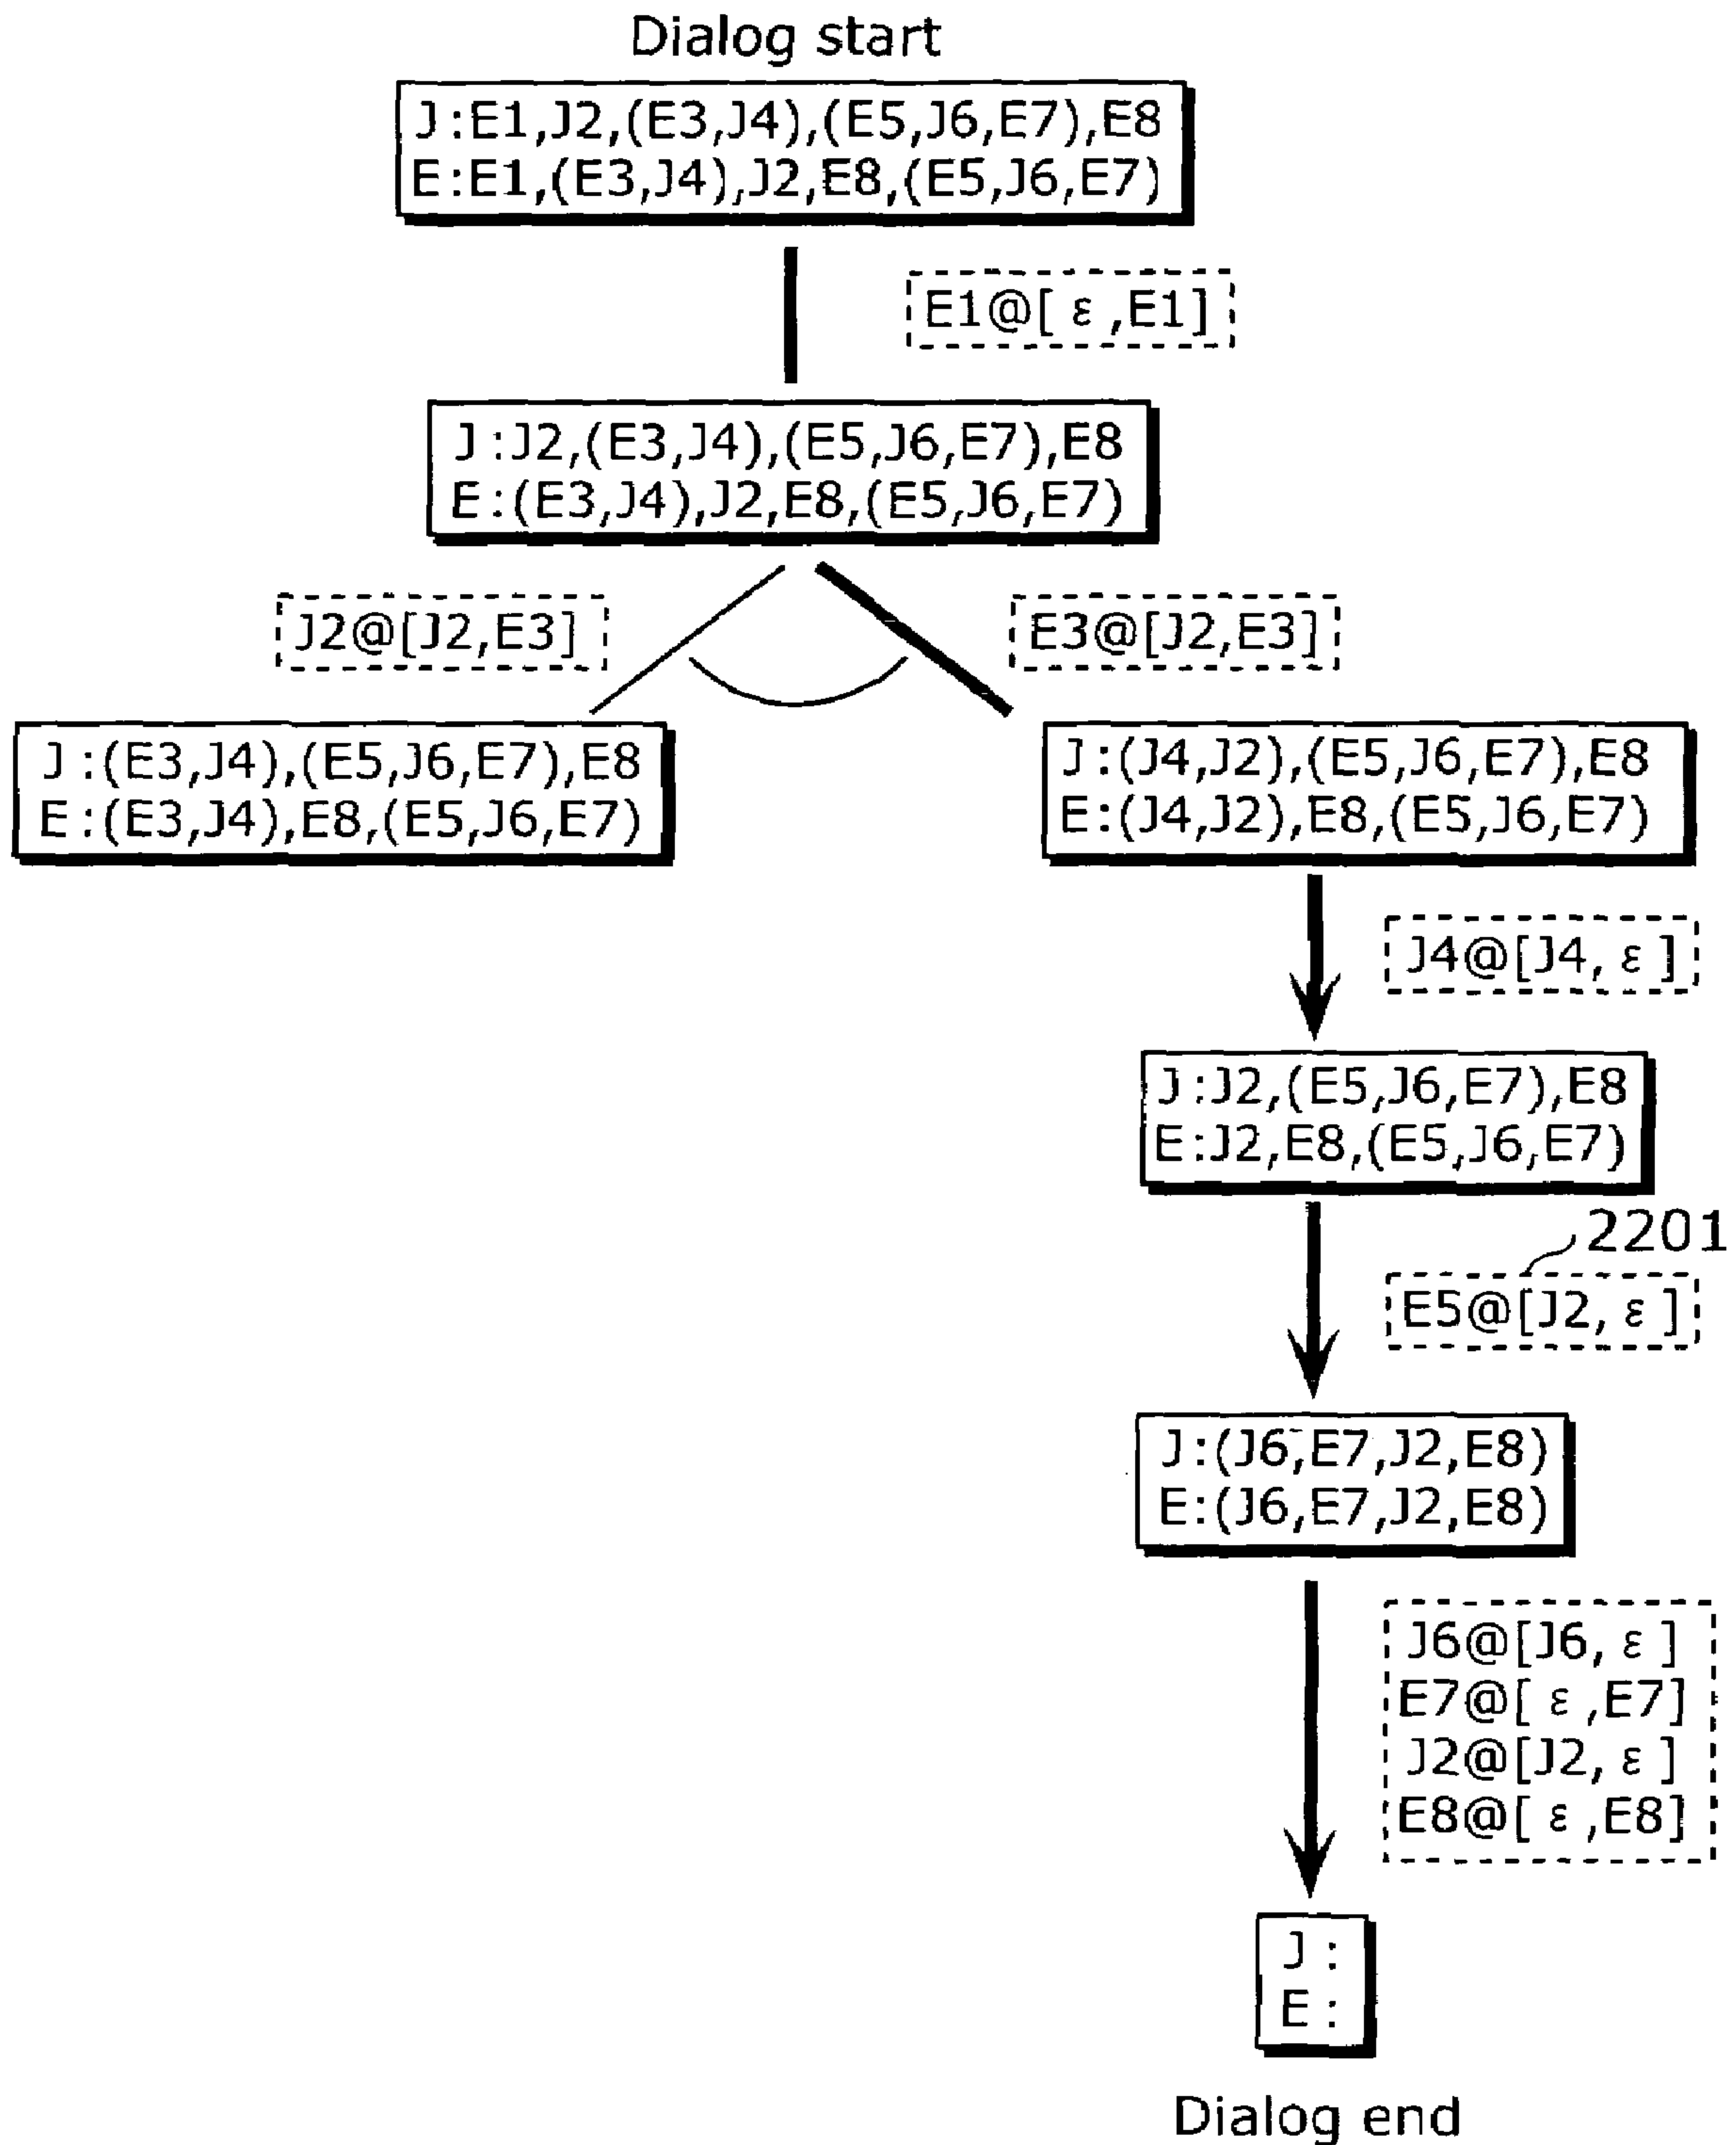 Dialog start
J:E1,J2,(E3,J4),(E5,J6,E7),E8
E:E1,(E3,J4),J2,E8,(E5,J6,E7)
E1@[ ε ,E1]
J:J2,(E3,J4),(E5,J6,E7),E8
E:(E3,J4),J2,E8,(E5,J6,E7)
J2@[J2,E3]
E3@[J2,E3]
J:(E3,J4),(E5,J6,E7),E8
E:(E3,J4),E8,(E5,J6,E7)
J:(J4,J2),(E5,J6,E7),E8
E:(J4,J2),E8,(E5,J6,E7)
J4@[J4, ε ]
J:J2,(E5,J6,E7),E8
E:J2,E8,(E5,J6,E7)
2201
E5@[J2, ε ]
J:(J6,E7,J2,E8)
E:(J6,E7,J2,E8)
J6@[J6, ε ]
E7@[ ε ,E7]
J2@[J2, ε ]
E8@[ ε ,E8]
J:
E:
Dialog end